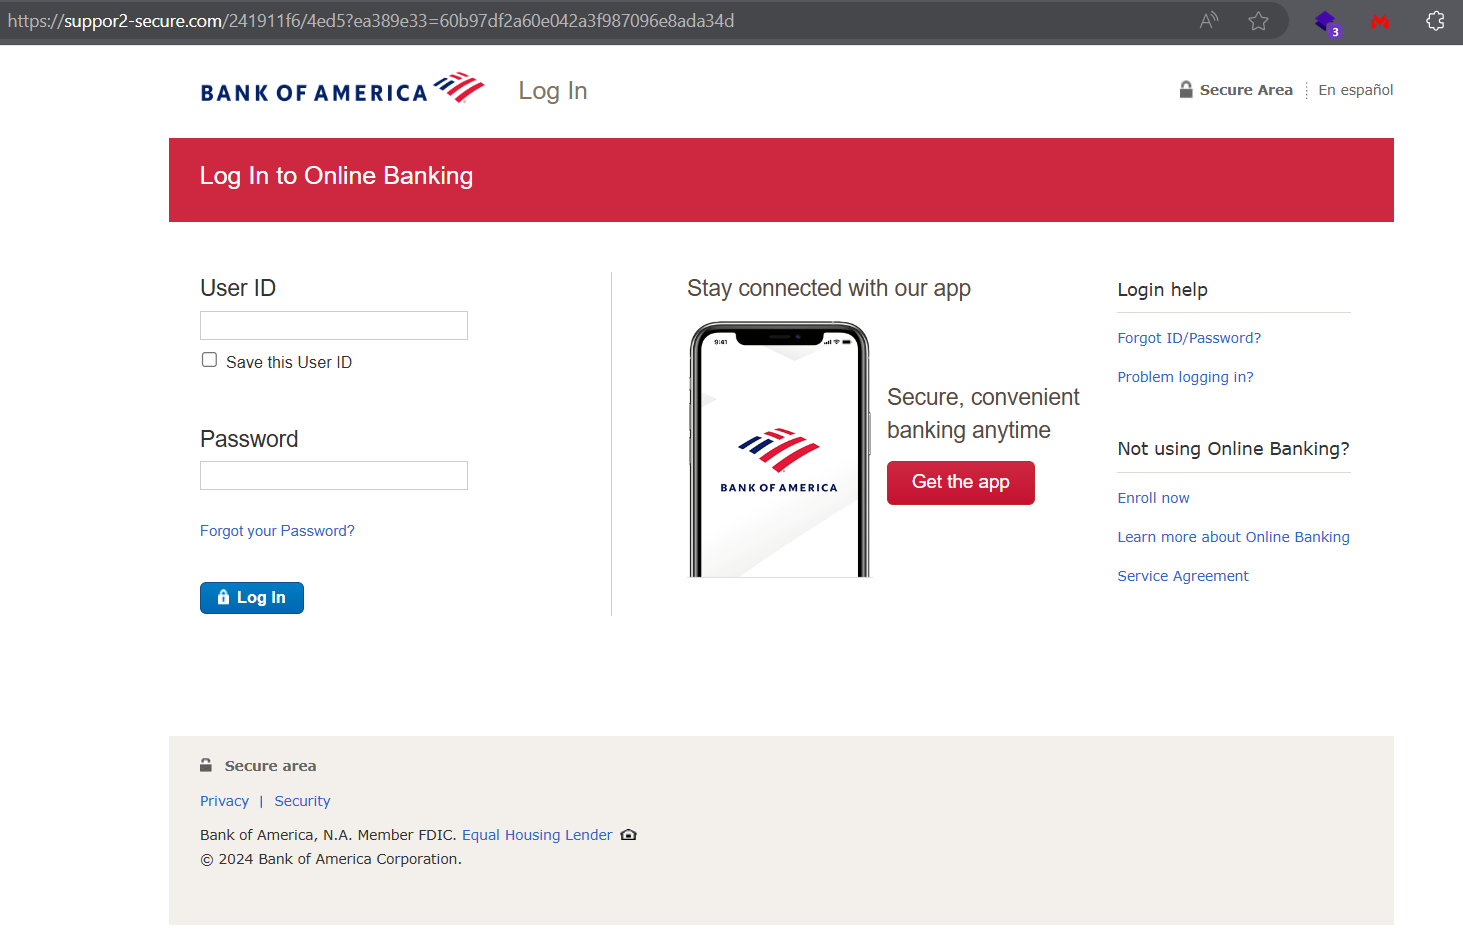 https://suppor2-secure.com/241911f6/4ed5?ea389e33=60b97df2a60e042a3f987096e8ada34d
3
BANK OF AMERICA
Log In
Secure Area
En español
Log In to Online Banking
User ID
Save this User ID
Password
Forgot your Password?
Log In
Stay connected with our app
9:41
BANK OF AMERICA
Secure, convenient
banking anytime
Get the app
Login help
Forgot ID/Password?
Problem logging in?
Not using Online Banking?
Enroll now
Learn more about Online Banking
Service Agreement
Secure area
Privacy | Security
Bank of America, N.A. Member FDIC. Equal Housing Lender
© 2024 Bank of America Corporation.